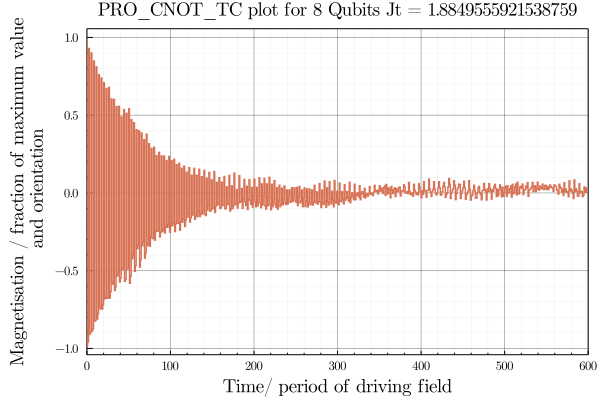 PRO_CNOT_TC plot for 8 Qubits Jt = 1.8849555921538759
Magnetisation / fraction of maximum value
and orientation
1.0
0.5
0.0
−0.5
−1.0
0 100 200 300 400 500 600
Time/ period of driving field